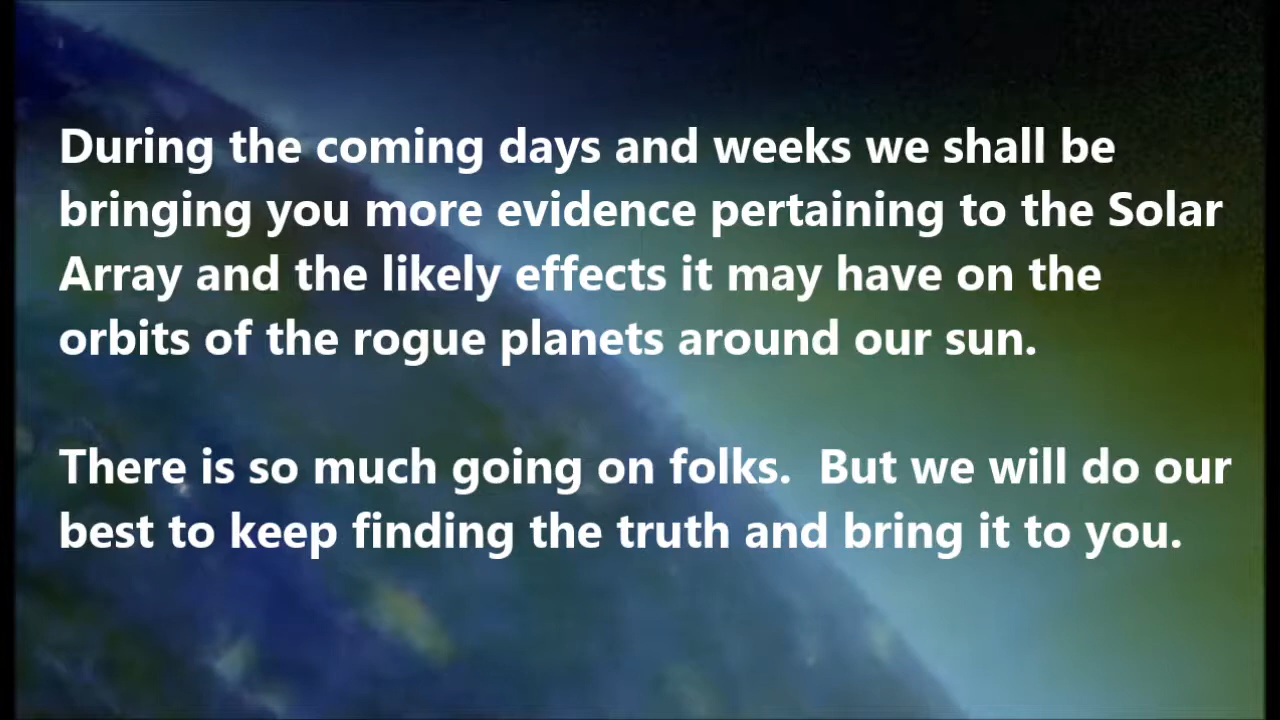 During the coming days and weeks we shall be
bringing you more evidence pertaining to the Solar
Array and the likely effects it may have on the
orbits of the rogue planets around our sun.
There is so much going on folks.  But we will do our
best to keep finding the truth and bring it to you.